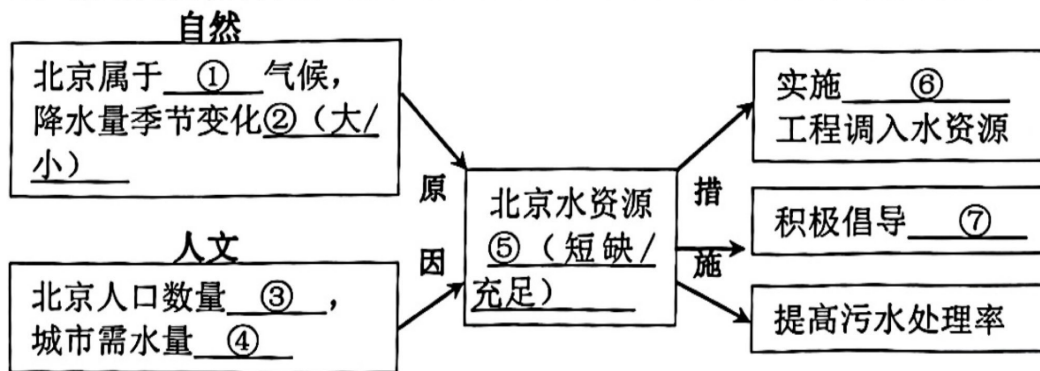 自然
北京属于 ① 气候，
降水量季节变化②（大/
小）
人文
北京人口数量 ③ ，
城市需水量 ④
原
因
北京水资源
⑤（短缺/
充足）
措
施
实施 ⑥
工程调入水资源
积极倡导 ⑦
提高污水处理率